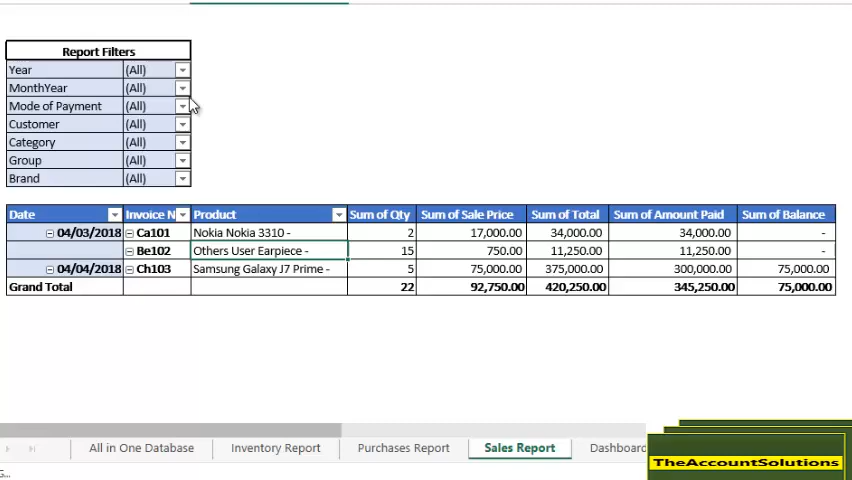 Report Filters
Year (All)
MonthYear (All)
Mode of Payment (All)
Customer (All)
Category (All)
Group (All)
Brand (All)
Date Invoice N Product Sum of Qty Sum of Sale Price Sum of Total Sum of Amount Paid Sum of Balance
04/03/2018 Ca101 Nokia Nokia 3310 - 2 17,000.00 34,000.00 34,000.00 -
Be102 Others User Earpiece - 15 750.00 11,250.00 11,250.00 -
04/04/2018 Ch103 Samsung Galaxy J7 Prime - 5 75,000.00 375,000.00 300,000.00 75,000.00
Grand Total 22 92,750.00 420,250.00 345,250.00 75,000.00
All in One Database Inventory Report Purchases Report Sales Report Dashboard
TheAccountSolutions